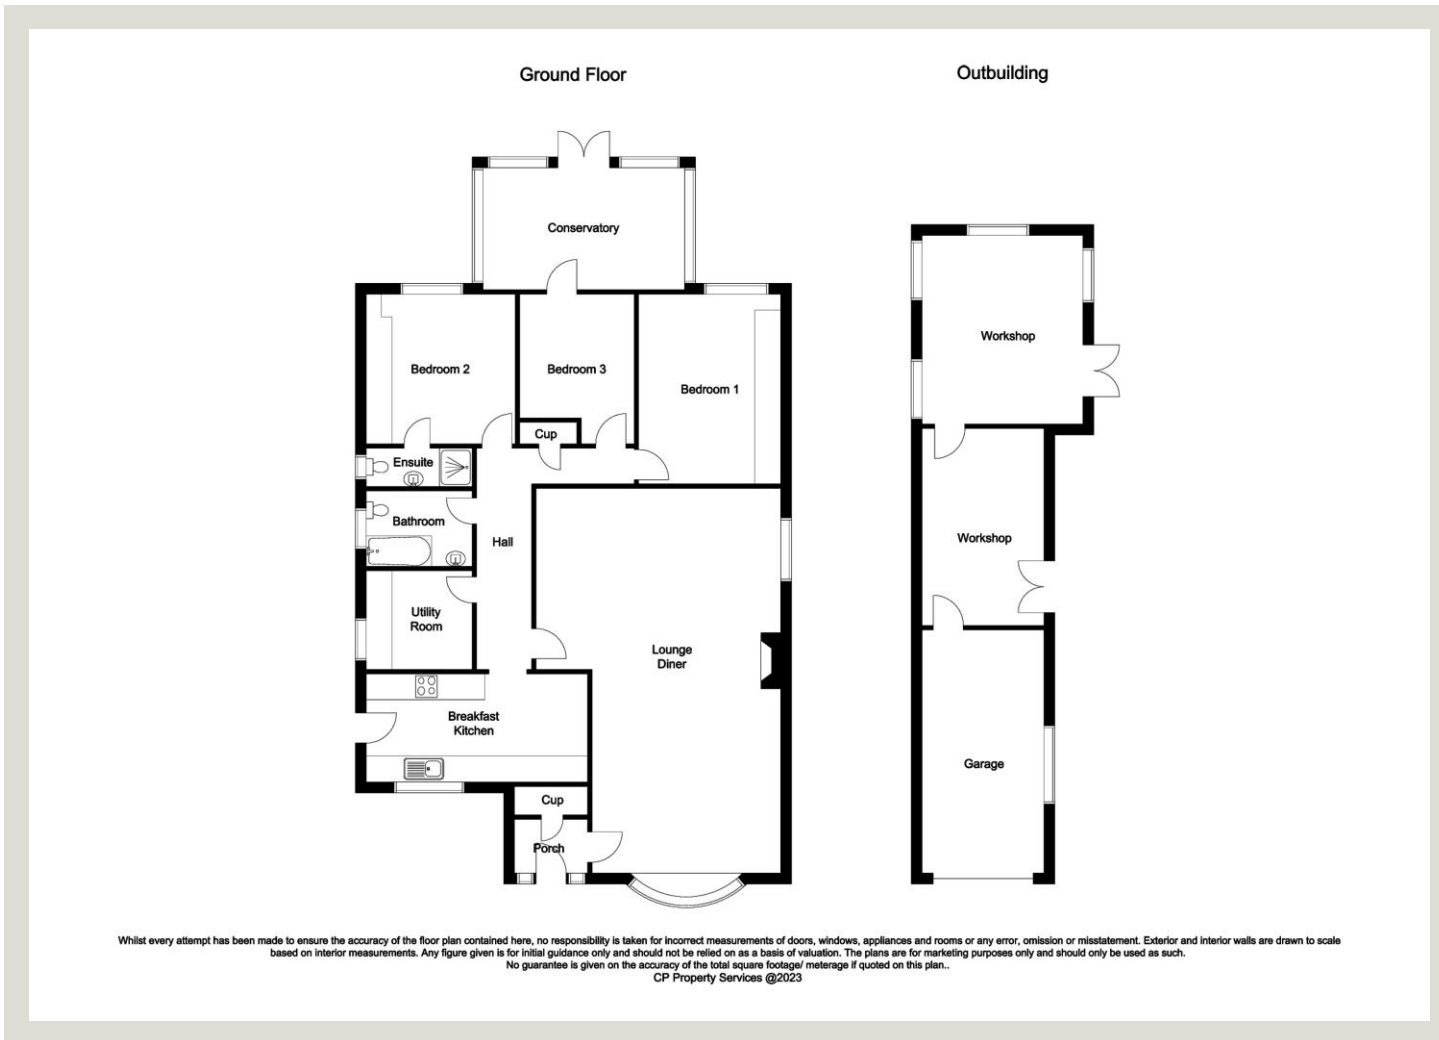 Ground Floor
Outbuilding
Conservatory
Workshop
Bedroom 2
Bedroom 3
Bedroom 1
Cup
Ensuite
Bathroom
Hall
Workshop
Utility
Room
Lounge
Diner
Breakfast
Kitchen
Garage
Cup
Porch
Whilst every attempt has been made to ensure the accuracy of the floor plan contained here, no responsibility is taken for incorrect measurements of doors, windows, appliances and rooms or any error, omission or misstatement. Exterior and interior walls are drawn to scale
based on interior measurements. Any figure given is for initial guidance only and should not be relied on as a basis of valuation. The plans are for marketing purposes only and should only be used as such.
No guarantee is given on the accuracy of the total square footage/ meterage if quoted on this plan..
CP Property Services @2023